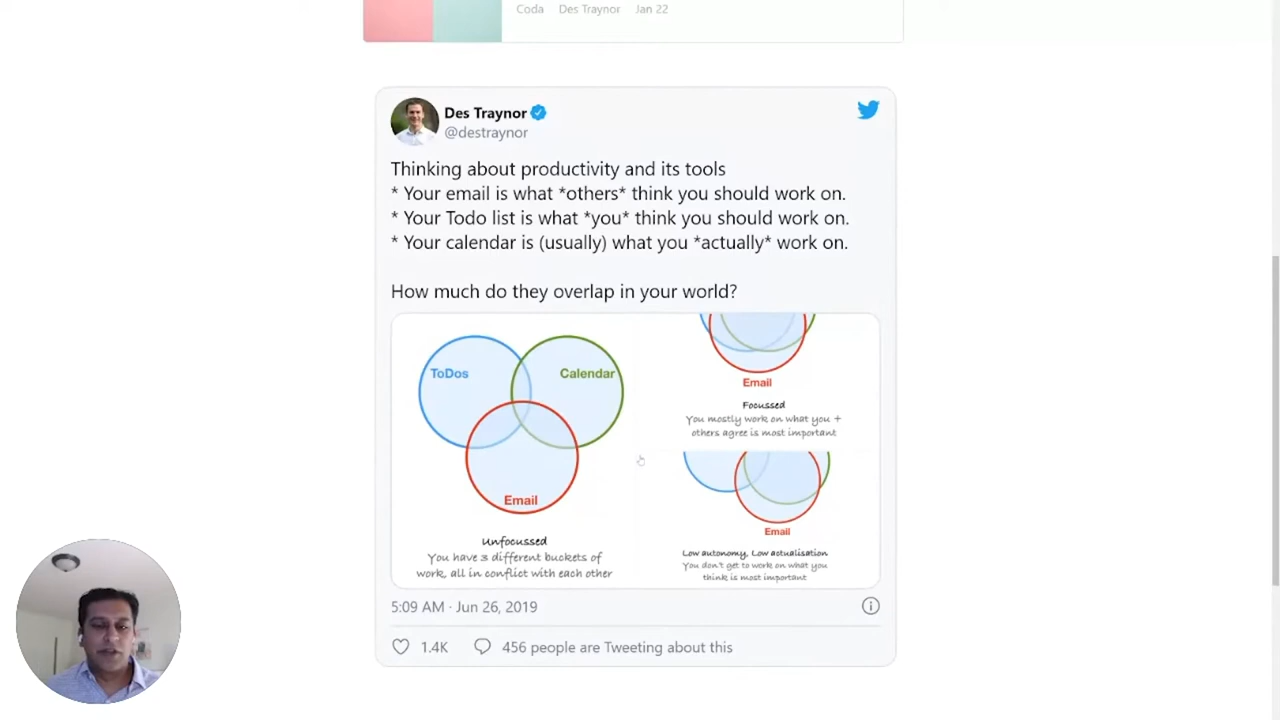 Coda Des Traynor Jan 22
Des Traynor
@destraynor
Thinking about productivity and its tools
* Your email is what *others* think you should work on.
* Your Todo list is what *you* think you should work on.
* Your calendar is (usually) what you *actually* work on.
How much do they overlap in your world?
ToDos
Calendar
Email
Unfocussed
You have 3 different buckets of
work, all in conflict with each other
Email
Focussed
You mostly work on what you +
others agree is most important
Email
Low autonomy, Low actualisation
You don't get to work on what you
think is most important
5:09 AM · Jun 26, 2019
1.4K
456 people are Tweeting about this